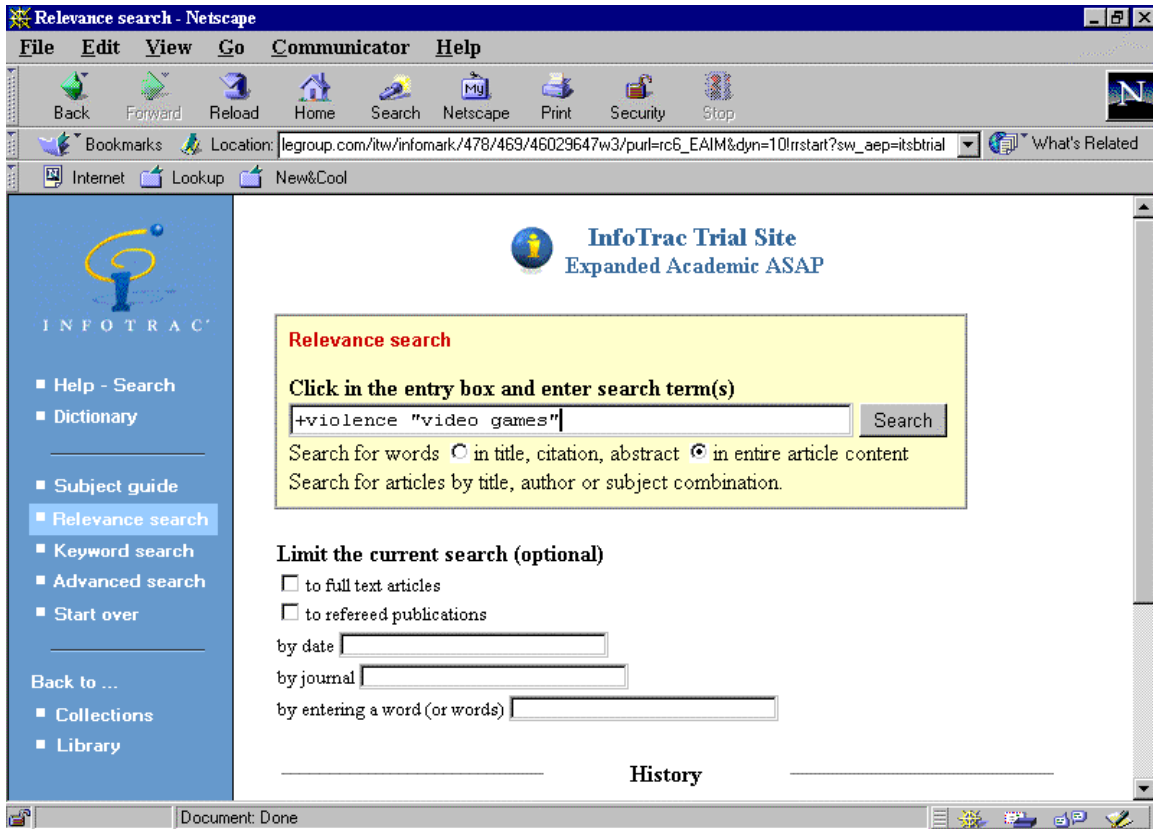 Relevance search - Netscape
File Edit View Go Communicator Help
My
N
Back Forward Reload Home Search Netscape Print Security Stop
Bookmarks Location: legroup.com/itw/infomark/478/469/46029647w3/purl=rc6_EAIM&dyn=10!rrstart?sw_aep=itsbtrial What's Related
Internet Lookup New&Cool
INFOTRAC
Help - Search
Dictionary
Subject guide
Relevance search
Keyword search
Advanced search
Start over
Back to ...
Collections
Library
InfoTrac Trial Site
Expanded Academic ASAP
Relevance search
Click in the entry box and enter search term(s)
+violence "video games" Search
Search for words in title, citation, abstract in entire article content
Search for articles by title, author or subject combination.
Limit the current search (optional)
to full text articles
to refereed publications
by date
by journal
by entering a word (or words)
History
Document: Done